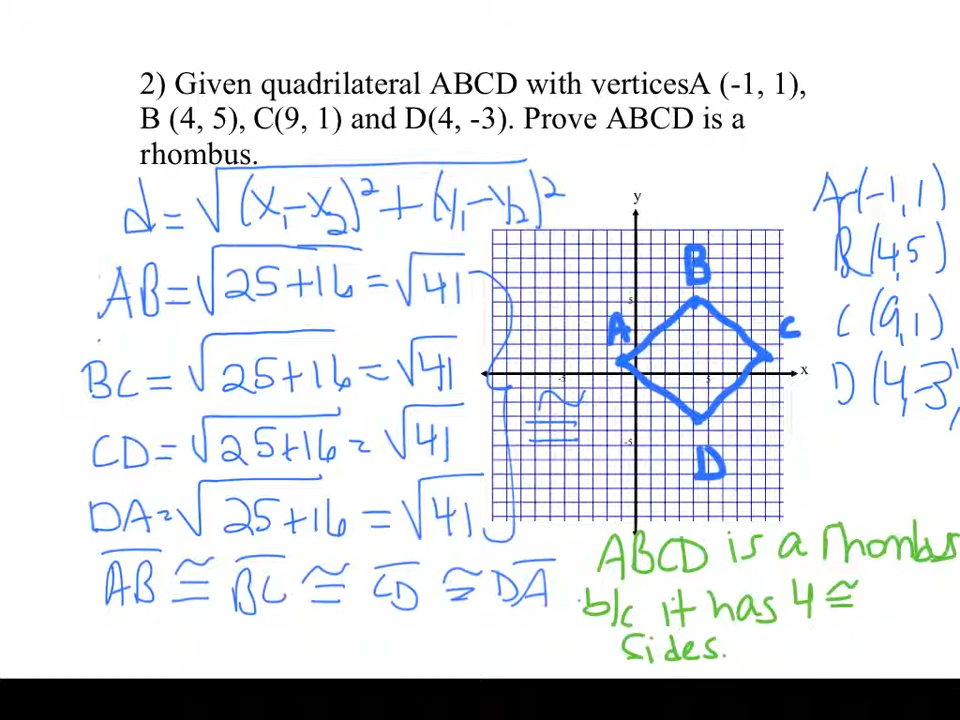 2) Given quadrilateral ABCD with verticesA (-1, 1),
B (4, 5), C(9, 1) and D(4, -3). Prove ABCD is a
rhombus.
d = √(x₁-x₂)² + (y₁-y₂)²
AB = √25+16 = √41
BC = √25+16 = √41
CD = √25+16 = √41
DA = √25+16 = √41
≅
AB ≅ BC ≅ CD ≅ DA
y
5
B
A
C
-5
5
x
-5
D
A (-1, 1)
B (4, 5)
C (9, 1)
D (4, -3)
ABCD is a rhombus
b/c it has 4 ≅
sides.